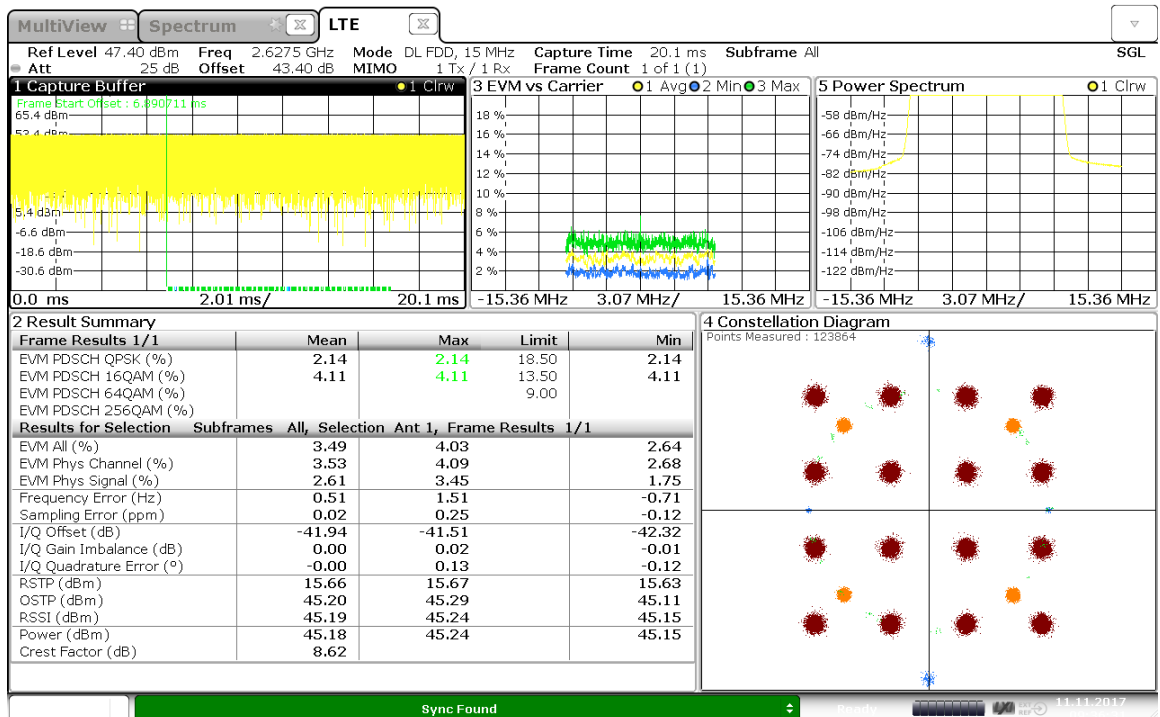 MultiView Spectrum LTE
Ref Level 47.40 dBm Freq 2.6275 GHz Mode DL FDD, 15 MHz Capture Time 20.1 ms Subframe All SGL
Att 25 dB Offset 43.40 dB MIMO 1 Tx / 1 Rx Frame Count 1 of 1 (1)
1 Capture Buffer 1 Clrw
Frame Start Offset : 6.890711 ms
65.4 dBm
53.4 dBm
5.4 dBm
-6.6 dBm
-18.6 dBm
-30.6 dBm
0.0 ms 2.01 ms/ 20.1 ms
3 EVM vs Carrier 1 Avg 2 Min 3 Max
18 %
16 %
14 %
12 %
10 %
8 %
6 %
4 %
2 %
-15.36 MHz 3.07 MHz/ 15.36 MHz
5 Power Spectrum 1 Clrw
-58 dBm/Hz
-66 dBm/Hz
-74 dBm/Hz
-82 dBm/Hz
-90 dBm/Hz
-98 dBm/Hz
-106 dBm/Hz
-114 dBm/Hz
-122 dBm/Hz
-15.36 MHz 3.07 MHz/ 15.36 MHz
2 Result Summary
Frame Results 1/1 Mean Max Limit Min
EVM PDSCH QPSK (%) 2.14 2.14 18.50 2.14
EVM PDSCH 16QAM (%) 4.11 4.11 13.50 4.11
EVM PDSCH 64QAM (%) 9.00
EVM PDSCH 256QAM (%)
Results for Selection Subframes All, Selection Ant 1, Frame Results 1/1
EVM All (%) 3.49 4.03 2.64
EVM Phys Channel (%) 3.53 4.09 2.68
EVM Phys Signal (%) 2.61 3.45 1.75
Frequency Error (Hz) 0.51 1.51 -0.71
Sampling Error (ppm) 0.02 0.25 -0.12
I/Q Offset (dB) -41.94 -41.51 -42.32
I/Q Gain Imbalance (dB) 0.00 0.02 -0.01
I/Q Quadrature Error (º) -0.00 0.13 -0.12
RSTP (dBm) 15.66 15.67 15.63
OSTP (dBm) 45.20 45.29 45.11
RSSI (dBm) 45.19 45.24 45.15
Power (dBm) 45.18 45.24 45.15
Crest Factor (dB) 8.62
4 Constellation Diagram
Points Measured : 123864
Sync Found
Ready
LXI
EXT
REF
11.11.2017